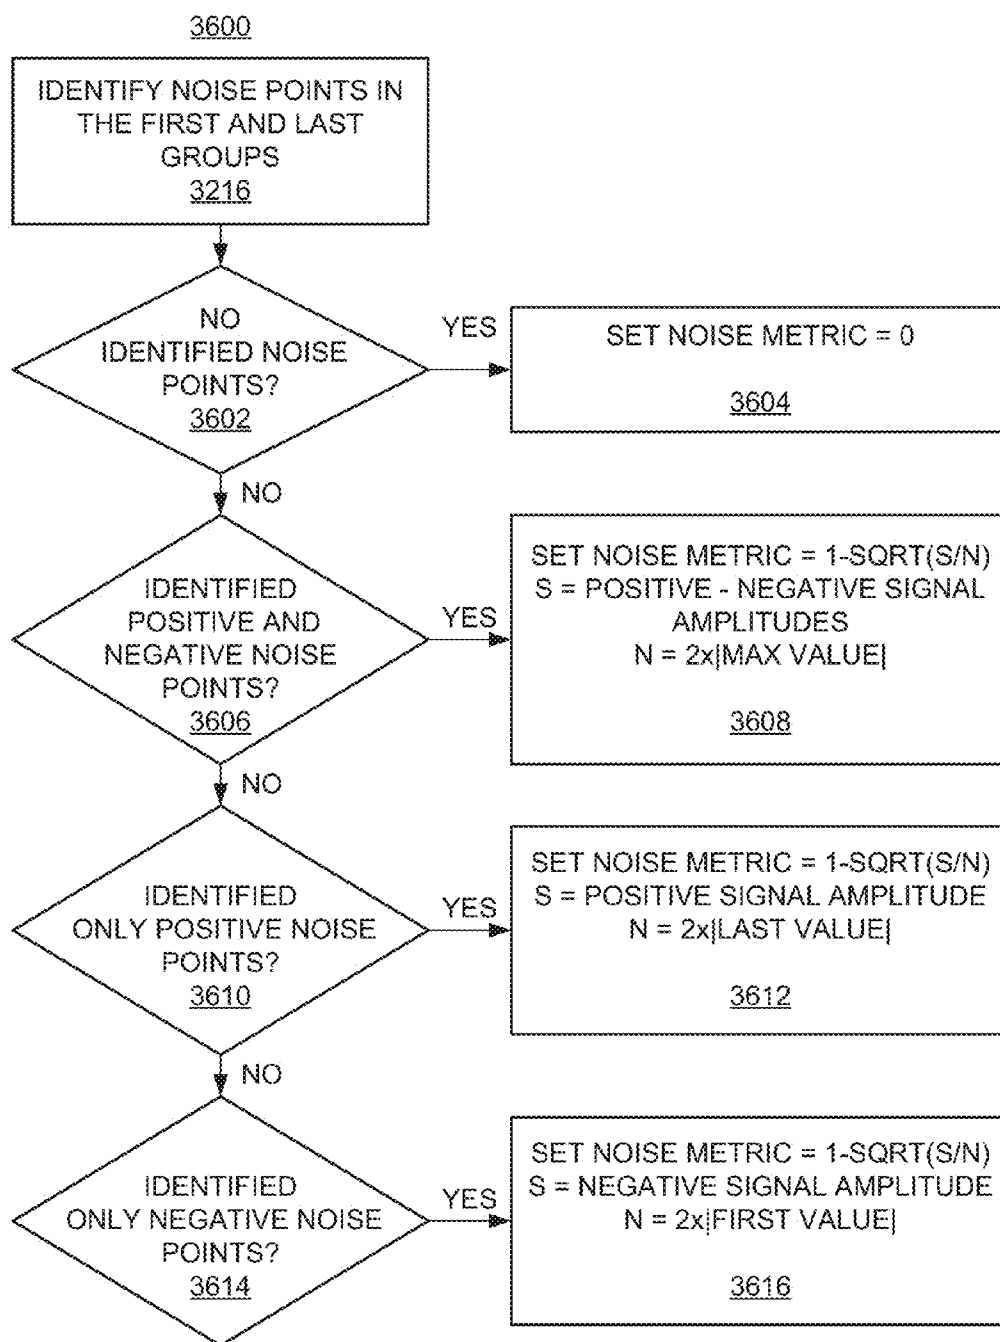 3600
IDENTIFY NOISE POINTS IN
THE FIRST AND LAST
GROUPS
3216
NO
IDENTIFIED NOISE
POINTS?
3602
YES
SET NOISE METRIC = 0
3604
NO
IDENTIFIED
POSITIVE AND
NEGATIVE NOISE
POINTS?
3606
YES
SET NOISE METRIC = 1-SQRT(S/N)
S = POSITIVE - NEGATIVE SIGNAL
AMPLITUDES
N = 2x|MAX VALUE|
3608
NO
IDENTIFIED
ONLY POSITIVE NOISE
POINTS?
3610
YES
SET NOISE METRIC = 1-SQRT(S/N)
S = POSITIVE SIGNAL AMPLITUDE
N = 2x|LAST VALUE|
3612
NO
IDENTIFIED
ONLY NEGATIVE NOISE
POINTS?
3614
YES
SET NOISE METRIC = 1-SQRT(S/N)
S = NEGATIVE SIGNAL AMPLITUDE
N = 2x|FIRST VALUE|
3616